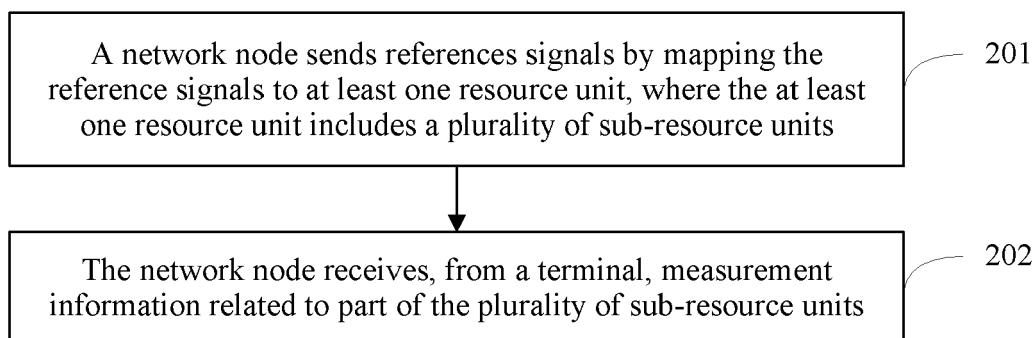 A network node sends references signals by mapping the
reference signals to at least one resource unit, where the at least
one resource unit includes a plurality of sub-resource units
201
The network node receives, from a terminal, measurement
information related to part of the plurality of sub-resource units
202